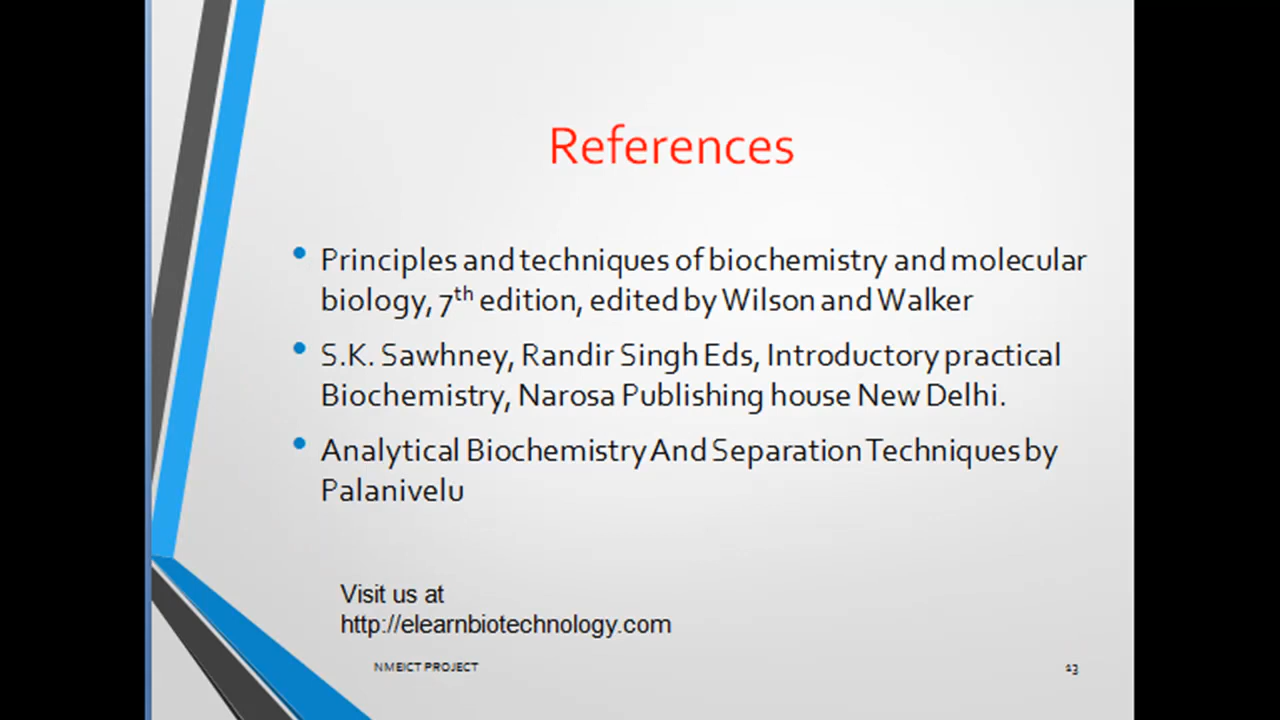 References
• Principles and techniques of biochemistry and molecular
biology, 7th edition, edited by Wilson and Walker
• S.K. Sawhney, Randir Singh Eds, Introductory practical
Biochemistry, Narosa Publishing house New Delhi.
• Analytical Biochemistry And Separation Techniques by
Palanivelu
Visit us at
http://elearnbiotechnology.com
NMEICT PROJECT
23